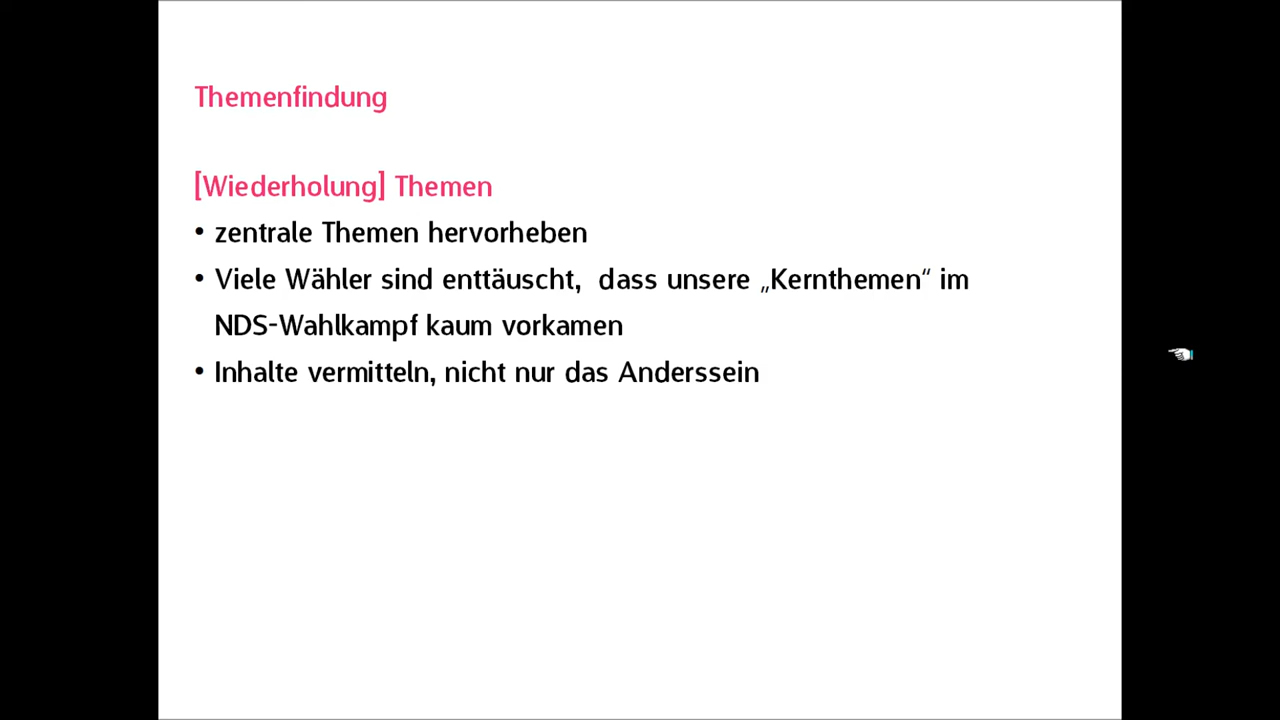 Themenfindung
[Wiederholung] Themen
• zentrale Themen hervorheben
• Viele Wähler sind enttäuscht, dass unsere „Kernthemen“ im
NDS-Wahlkampf kaum vorkamen
• Inhalte vermitteln, nicht nur das Anderssein